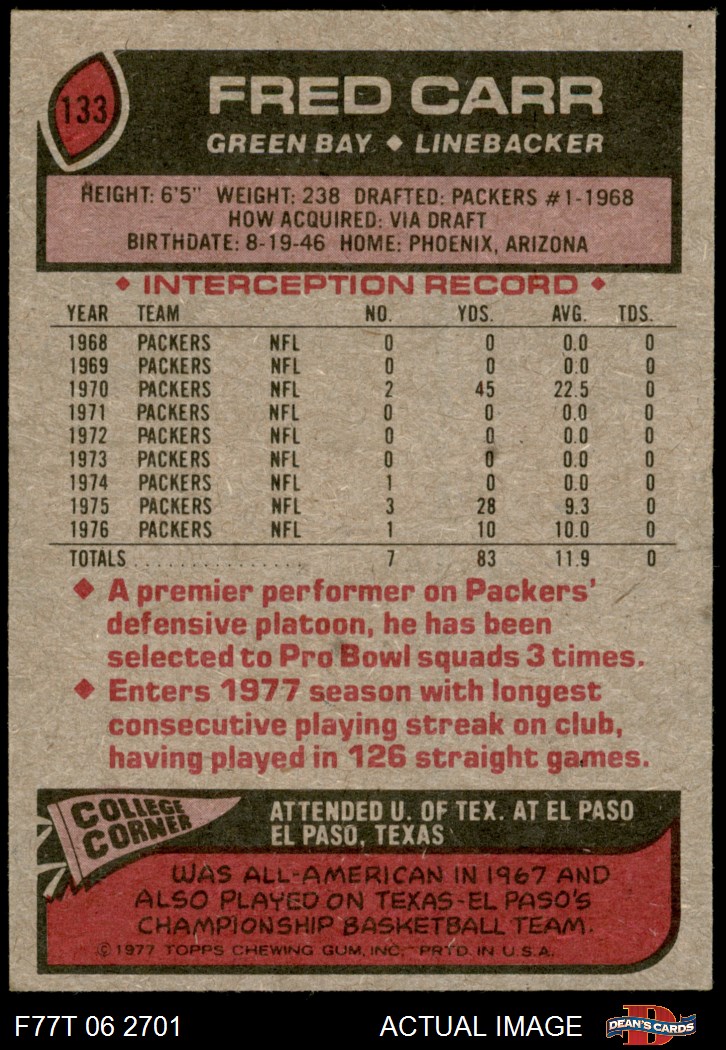 133
FRED CARR
GREEN BAY ◆ LINEBACKER
HEIGHT: 6'5" WEIGHT: 238 DRAFTED: PACKERS #1-1968
HOW ACQUIRED: VIA DRAFT
BIRTHDATE: 8-19-46 HOME: PHOENIX, ARIZONA
◆ INTERCEPTION RECORD ◆
YEAR TEAM NO. YDS. AVG. TDS.
1968 PACKERS NFL 0 0 0.0 0
1969 PACKERS NFL 0 0 0.0 0
1970 PACKERS NFL 2 45 22.5 0
1971 PACKERS NFL 0 0 0.0 0
1972 PACKERS NFL 0 0 0.0 0
1973 PACKERS NFL 0 0 0.0 0
1974 PACKERS NFL 1 0 0.0 0
1975 PACKERS NFL 3 28 9.3 0
1976 PACKERS NFL 1 10 10.0 0
TOTALS................ 7 83 11.9 0
◆ A premier performer on Packers'
defensive platoon, he has been
selected to Pro Bowl squads 3 times.
◆ Enters 1977 season with longest
consecutive playing streak on club,
having played in 126 straight games.
COLLEGE
CORNER
ATTENDED U. OF TEX. AT EL PASO
EL PASO, TEXAS
WAS ALL-AMERICAN IN 1967 AND
ALSO PLAYED ON TEXAS-EL PASO'S
CHAMPIONSHIP BASKETBALL TEAM.
© 1977 TOPPS CHEWING GUM, INC. PRTD. IN U.S.A.
F77T 06 2701 ACTUAL IMAGE
D
DEAN'S CARDS